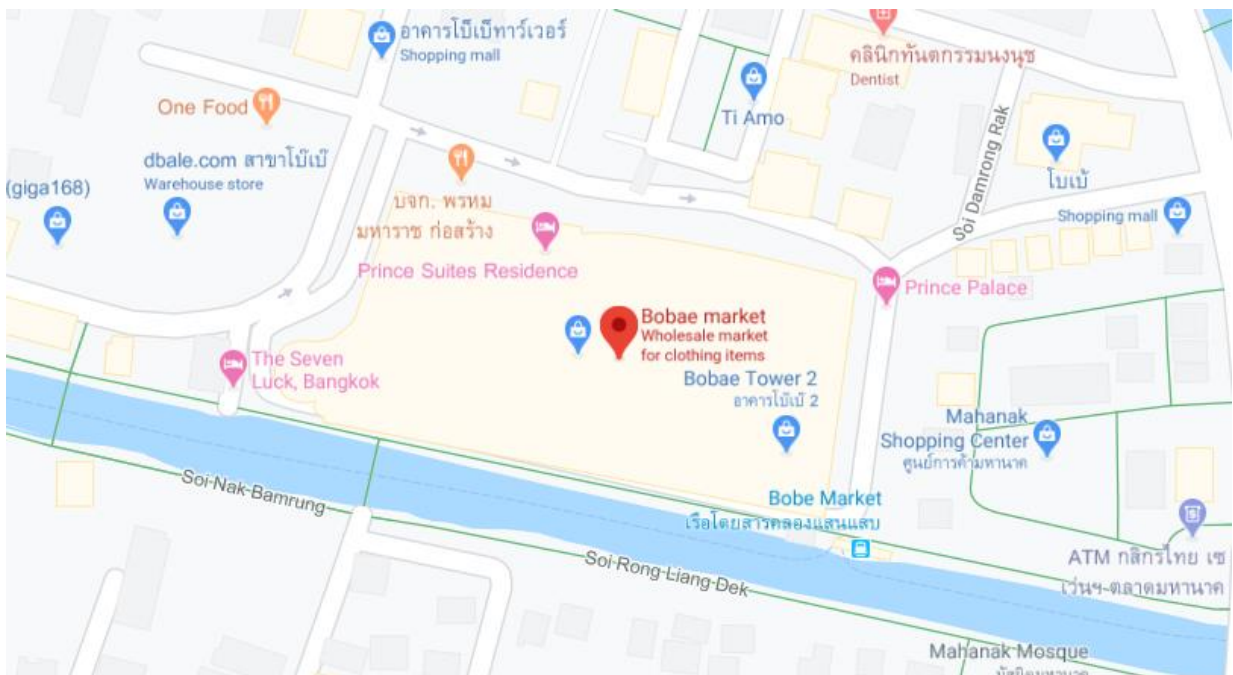 อาคารโบ๊เบ๊ทาว์เวอร์
Shopping mall
คลินิกทันตกรรมนงนุช
Dentist
One Food
Ti Amo
Soi Damrong Rak
dbale.com สาขาโบ๊เบ๊
Warehouse store
(giga168)
โบเบ้
บจก. พรหม
มหาราช ก่อสร้าง
Shopping mall
Prince Suites Residence
Prince Palace
Bobae market
Wholesale market
for clothing items
The Seven
Luck, Bangkok
Bobae Tower 2
อาคารโบ๊เบ๊ 2
Mahanak
Shopping Center
ศูนย์การค้ามหานาค
Soi Nak Bamrung
Bobe Market
เรือโดยสารคลองแสนแสบ
Soi Rong Liang Dek
ATM กสิกรไทย เซ
เว่นฯ-ตลาดมหานาค
Mahanak Mosque